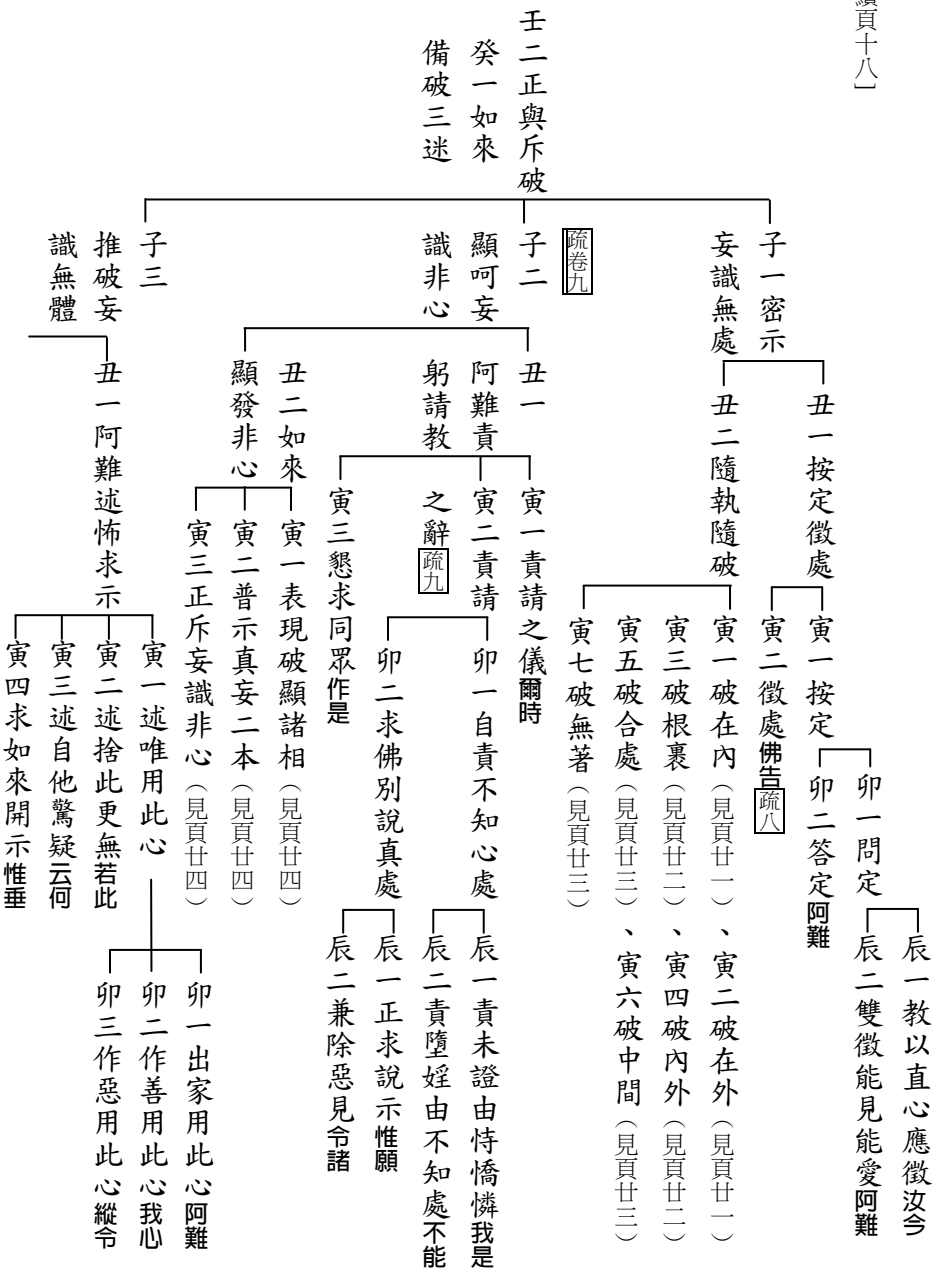 續頁十八〕
壬二正與斥破
癸一如來
備破三迷
子一密示
妄識無處
丑一按定徵處
寅一按定
卯一問定
辰一教以直心應徵汝今
辰二雙徵能見能愛阿難
卯二答定阿難
寅二徵處佛告疏八
丑二隨執隨破
寅一破在內（見頁廿一）、寅二破在外（見頁廿一）
寅三破根裹（見頁廿二）、寅四破內外（見頁廿二）
寅五破合處（見頁廿三）、寅六破中間（見頁廿三）
寅七破無著（見頁廿三）
疏卷九
子二
顯呵妄
識非心
丑一
阿難責
躬請教
寅一責請之儀爾時
寅二責請
之辭疏九
卯一自責不知心處
辰一責未證由恃憍憐我是
辰二責墮婬由不知處不能
卯二求佛別說真處
辰一正求說示惟願
辰二兼除惡見令諸
寅三懇求同眾作是
丑二如來
顯發非心
寅一表現破顯諸相（見頁廿四）
寅二普示真妄二本（見頁廿四）
寅三正斥妄識非心（見頁廿四）
子三
推破妄
識無體
丑一阿難述怖求示
寅一述唯用此心
卯一出家用此心阿難
卯二作善用此心我心
卯三作惡用此心縱令
寅二述捨此更無若此
寅三述自他驚疑云何
寅四求如來開示惟垂